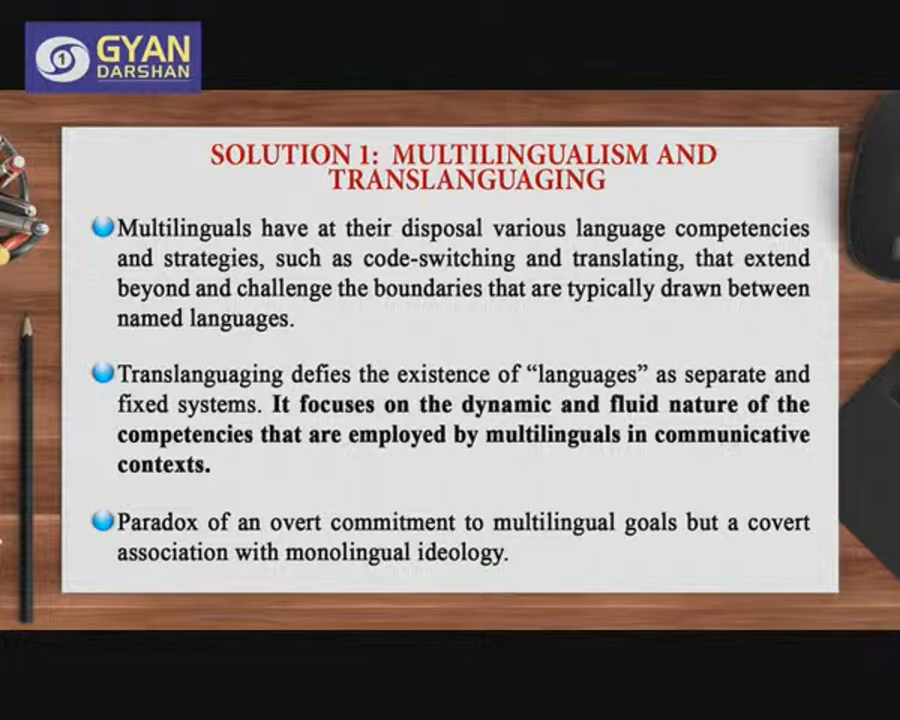 1
GYAN
DARSHAN
SOLUTION 1: MULTILINGUALISM AND
TRANSLANGUAGING
Multilinguals have at their disposal various language competencies
and strategies, such as code-switching and translating, that extend
beyond and challenge the boundaries that are typically drawn between
named languages.
Translanguaging defies the existence of “languages” as separate and
fixed systems. It focuses on the dynamic and fluid nature of the
competencies that are employed by multilinguals in communicative
contexts.
Paradox of an overt commitment to multilingual goals but a covert
association with monolingual ideology.